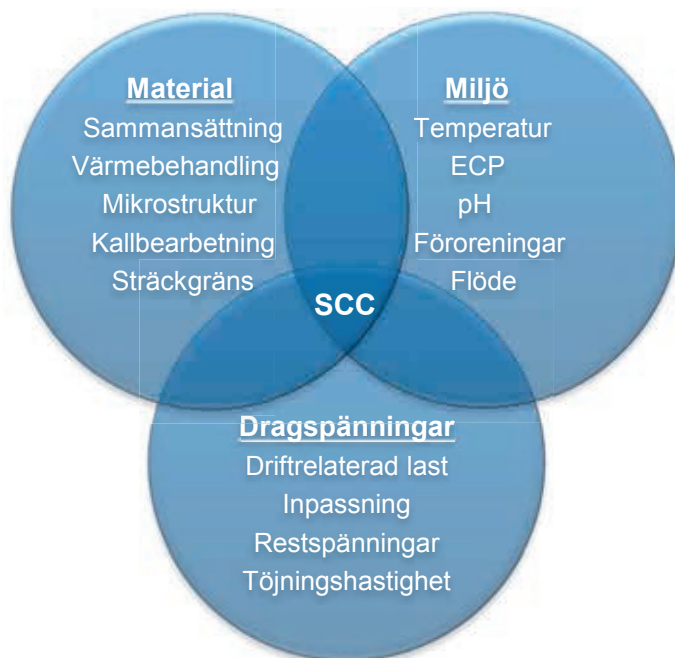 Material
Sammansättning
Värmebehandling
Mikrostruktur
Kallbearbetning
Sträckgräns
Miljö
Temperatur
ECP
pH
Föroreningar
Flöde
SCC
Dragspänningar
Driftrelaterad last
Inpassning
Restspänningar
Töjningshastighet